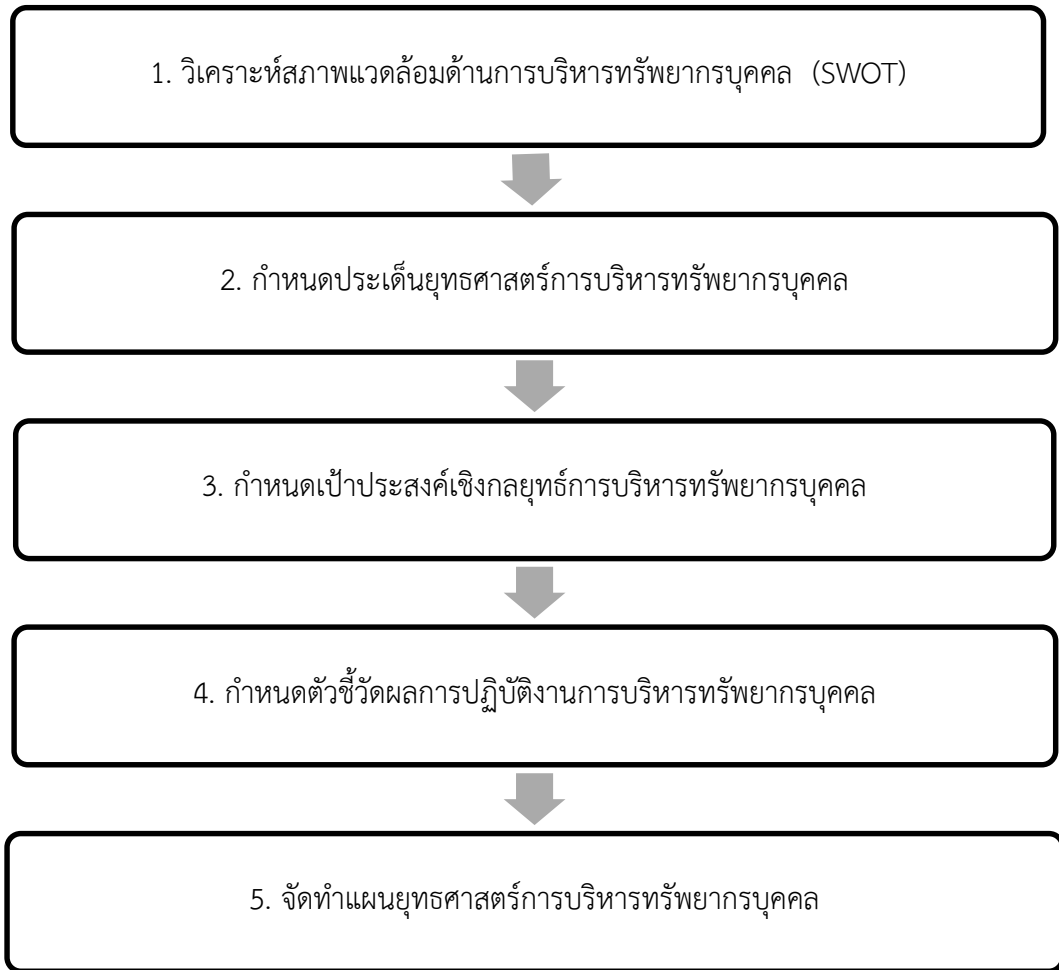 1. วิเคราะห์สภาพแวดล้อมด้านการบริหารทรัพยากรบุคคล (SWOT)
2. กำหนดประเด็นยุทธศาสตร์การบริหารทรัพยากรบุคคล
3. กำหนดเป้าประสงค์เชิงกลยุทธ์การบริหารทรัพยากรบุคคล
4. กำหนดตัวชี้วัดผลการปฏิบัติงานการบริหารทรัพยากรบุคคล
5. จัดทำแผนยุทธศาสตร์การบริหารทรัพยากรบุคคล